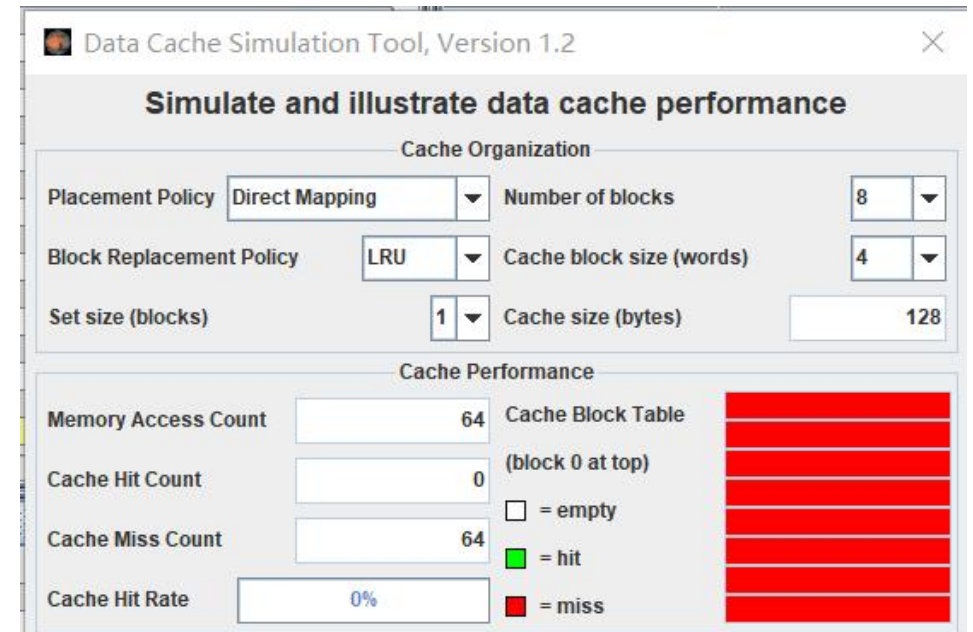 Data Cache Simulation Tool, Version 1.2
Simulate and illustrate data cache performance
Cache Organization
Placement Policy Direct Mapping Number of blocks 8
Block Replacement Policy LRU Cache block size (words) 4
Set size (blocks) 1 Cache size (bytes) 128
Cache Performance
Memory Access Count 64 Cache Block Table
(block 0 at top)
Cache Hit Count 0
= empty
Cache Miss Count 64
= hit
Cache Hit Rate 0%
= miss